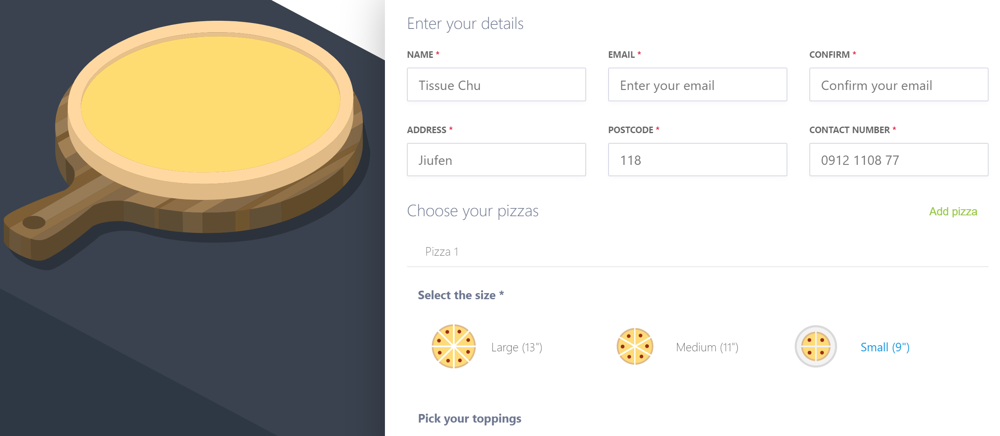 Enter your details
NAME * EMAIL * CONFIRM *
Tissue Chu Enter your email Confirm your email
ADDRESS * POSTCODE * CONTACT NUMBER *
Jiufen 118 0912 1108 77
Choose your pizzas Add pizza
Pizza 1
Select the size *
Large (13") Medium (11") Small (9")
Pick your toppings